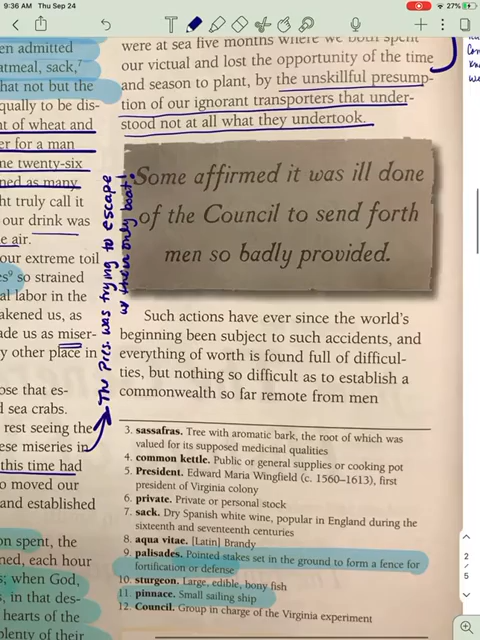 9:36 AM Thu Sep 24
27%
en admitted
atmeal, sack,7
hat not but the
qually to be dis-
nt of wheat and
er for a man
ne twenty-six
ned as many
ht truly call it
our drink was
e air.
our extreme toil
es9 so strained
al labor in the
akened us, as
ade us as miser-
y other place in
ose that es-
d sea crabs.
rest seeing the
ese miseries in
this time had
o moved our
and established
on spent, the
ned, each hour
s; when God,
s, in that des-
hearts of the
plenty of their
The Pres. was trying to escape
w/ their only boat!
were at sea five months where we both spent
our victual and lost the opportunity of the time
and season to plant, by the unskillful presump-
tion of our ignorant transporters that under-
stood not at all what they undertook.
Some affirmed it was ill done
of the Council to send forth
men so badly provided.
Such actions have ever since the world's
beginning been subject to such accidents, and
everything of worth is found full of difficul-
ties, but nothing so difficult as to establish a
commonwealth so far remote from men
3. sassafras. Tree with aromatic bark, the root of which was
valued for its supposed medicinal qualities
4. common kettle. Public or general supplies or cooking pot
5. President. Edward Maria Wingfield (c. 1560–1613), first
president of Virginia colony
6. private. Private or personal stock
7. sack. Dry Spanish white wine, popular in England during the
sixteenth and seventeenth centuries
8. aqua vitae. [Latin] Brandy
9. palisades. Pointed stakes set in the ground to form a fence for
fortification or defense
10. sturgeon. Large, edible, bony fish
11 pinnace. Small sailing ship
12. Council. Group in charge of the Virginia experiment
2
5